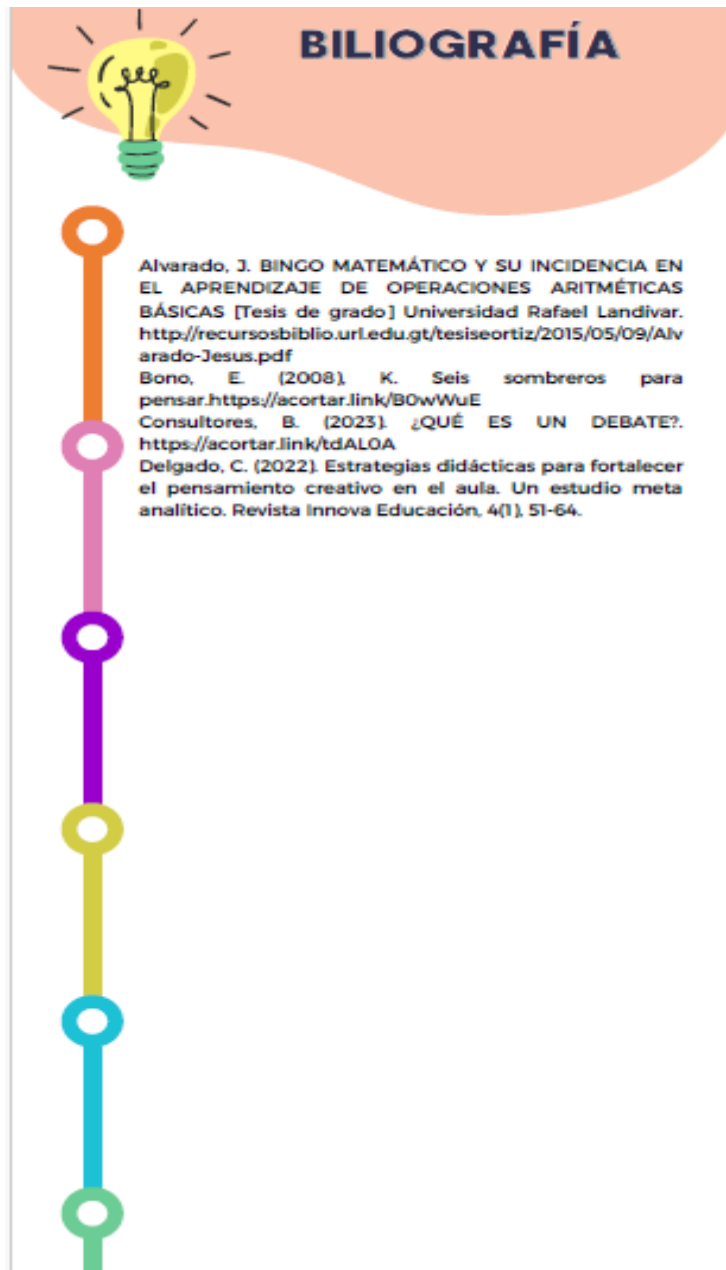 BILIOGRAFÍA
Alvarado, J. BINGO MATEMÁTICO Y SU INCIDENCIA EN
EL APRENDIZAJE DE OPERACIONES ARITMÉTICAS
BÁSICAS [Tesis de grado] Universidad Rafael Landivar.
http://recursosbiblio.url.edu.gt/tesiseortiz/2015/05/09/Alv
arado-Jesus.pdf
Bono, E. (2008), K. Seis sombreros para
pensar.https://acortar.link/B0wWuE
Consultores, B. (2023). ¿QUÉ ES UN DEBATE?.
https://acortar.link/tdAL0A
Delgado, C. (2022). Estrategias didácticas para fortalecer
el pensamiento creativo en el aula. Un estudio meta
analítico. Revista Innova Educación, 4(1), 51-64.